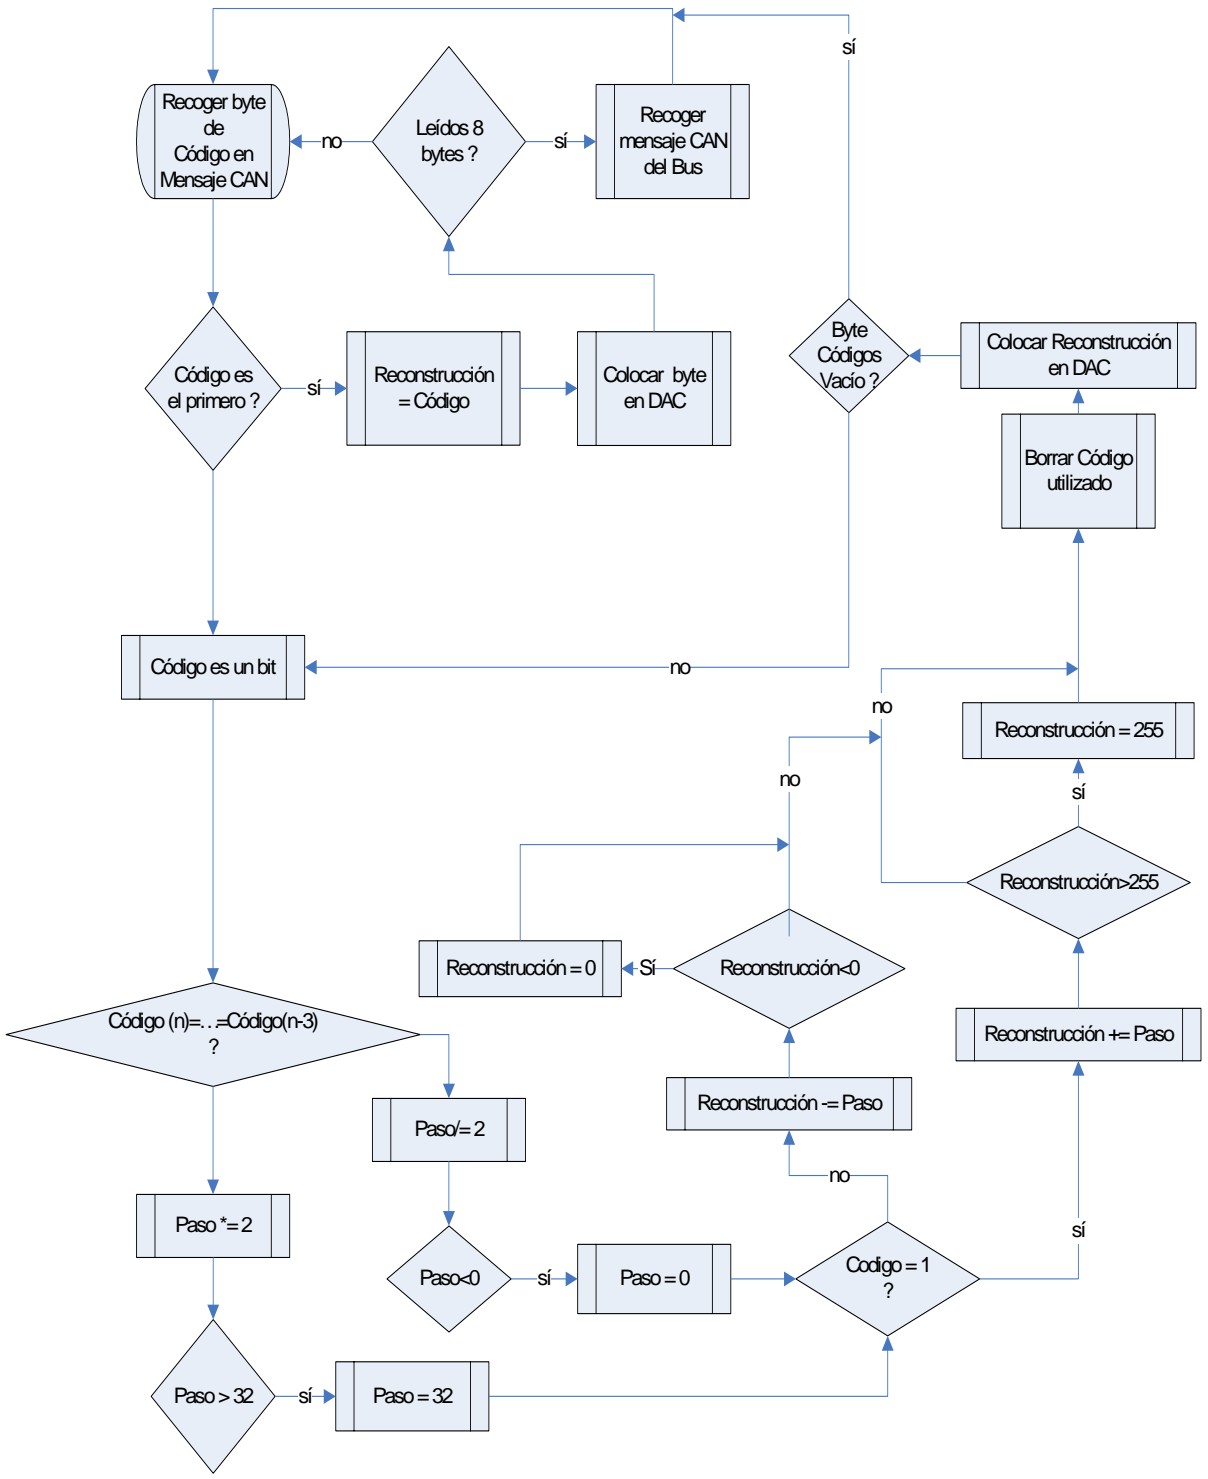 sí
Recoger byte
de
Código en
Mensaje CAN
no
Leídos 8
bytes ?
sí
Recoger
mensaje CAN
del Bus
Código es
el primero ?
sí
Reconstrucción
= Código
Colocar byte
en DAC
Byte
Códigos
Vacío ?
Colocar Reconstrucción
en DAC
Borrar Código
utilizado
Código es un bit
no
no
Reconstrucción = 255
no
sí
Reconstrucción>255
Reconstrucción = 0
Sí
Reconstrucción<0
Código (n)=…=Código(n-3)
?
Reconstrucción += Paso
Reconstrucción -= Paso
Paso/= 2
no
Paso *= 2
sí
Paso<0
sí
Paso = 0
Codigo = 1
?
Paso > 32
sí
Paso = 32